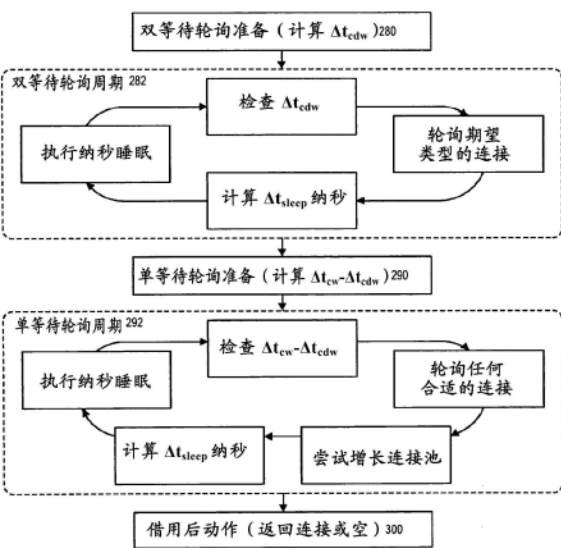 双等待轮询准备（计算 Δtcdw）280
双等待轮询周期 282
检查 Δtcdw
执行纳秒睡眠
轮询期望
类型的连接
计算 Δtsleep 纳秒
单等待轮询准备（计算 Δtcw-Δtcdw）290
单等待轮询周期 292
检查 Δtcw-Δtcdw
执行纳秒睡眠
轮询任何
合适的连接
计算 Δtsleep 纳秒
尝试增长连接池
借用后动作（返回连接或空）300